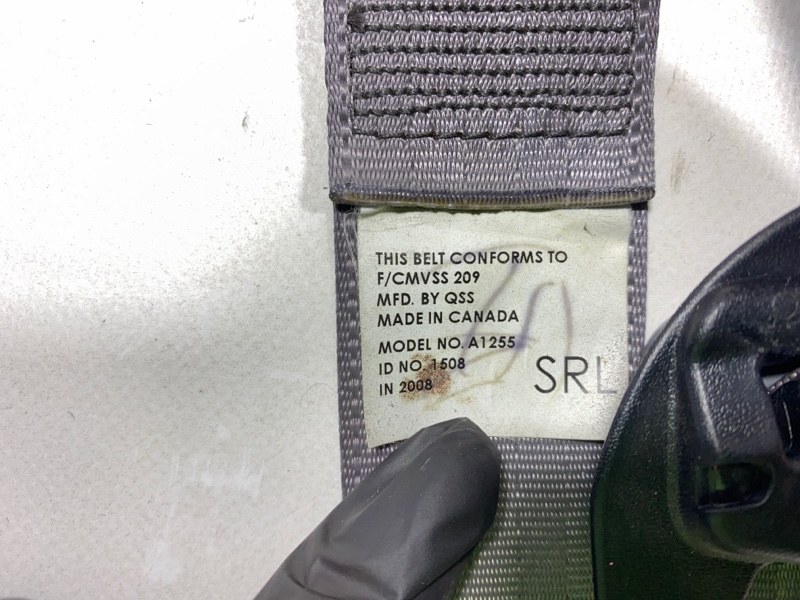 THIS BELT CONFORMS TO
F/CMVSS 209
MFD. BY QSS
MADE IN CANADA
MODEL NO. A1255
ID NO. 1508
IN 2008
SRL